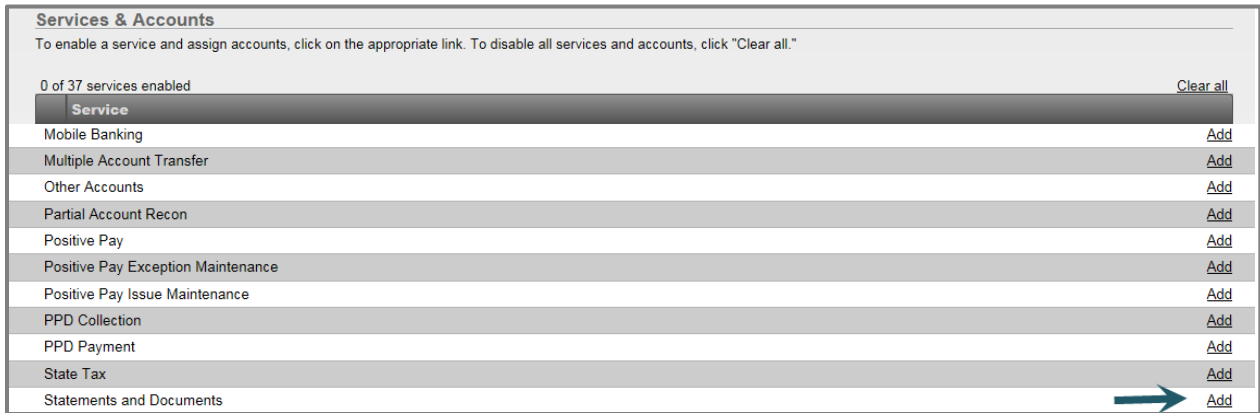 Services & Accounts
To enable a service and assign accounts, click on the appropriate link. To disable all services and accounts, click "Clear all."
0 of 37 services enabled Clear all
Service
Mobile Banking Add
Multiple Account Transfer Add
Other Accounts Add
Partial Account Recon Add
Positive Pay Add
Positive Pay Exception Maintenance Add
Positive Pay Issue Maintenance Add
PPD Collection Add
PPD Payment Add
State Tax Add
Statements and Documents Add